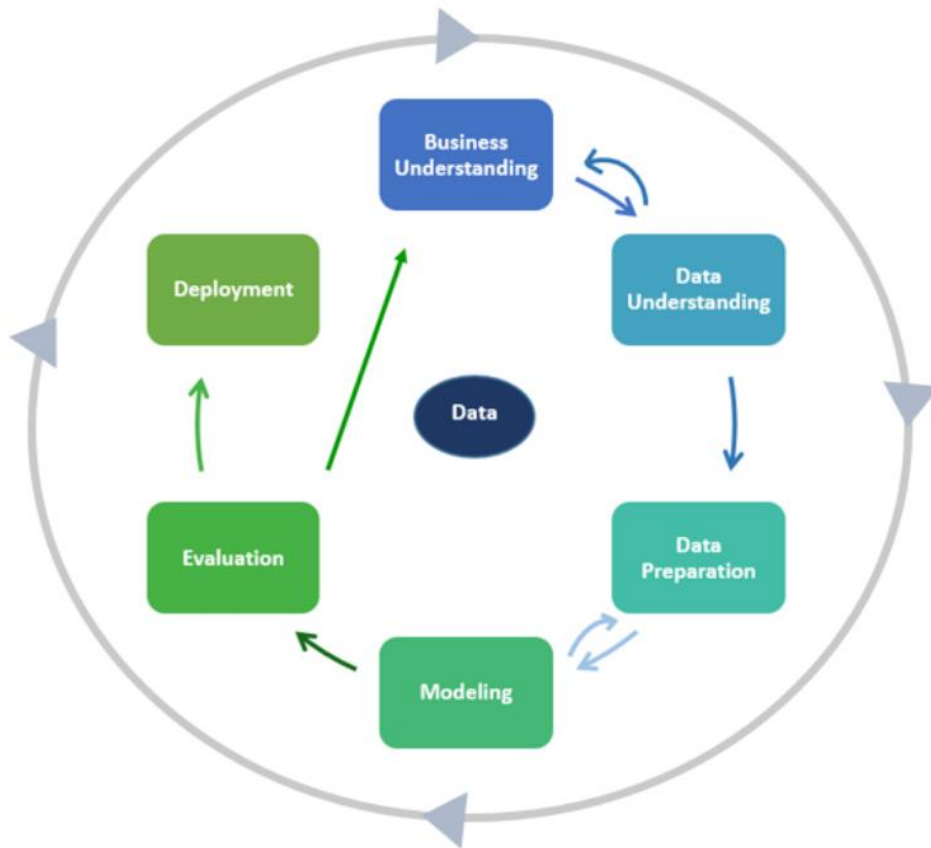 Business
Understanding
Data
Understanding
Data
Preparation
Modeling
Evaluation
Deployment
Data